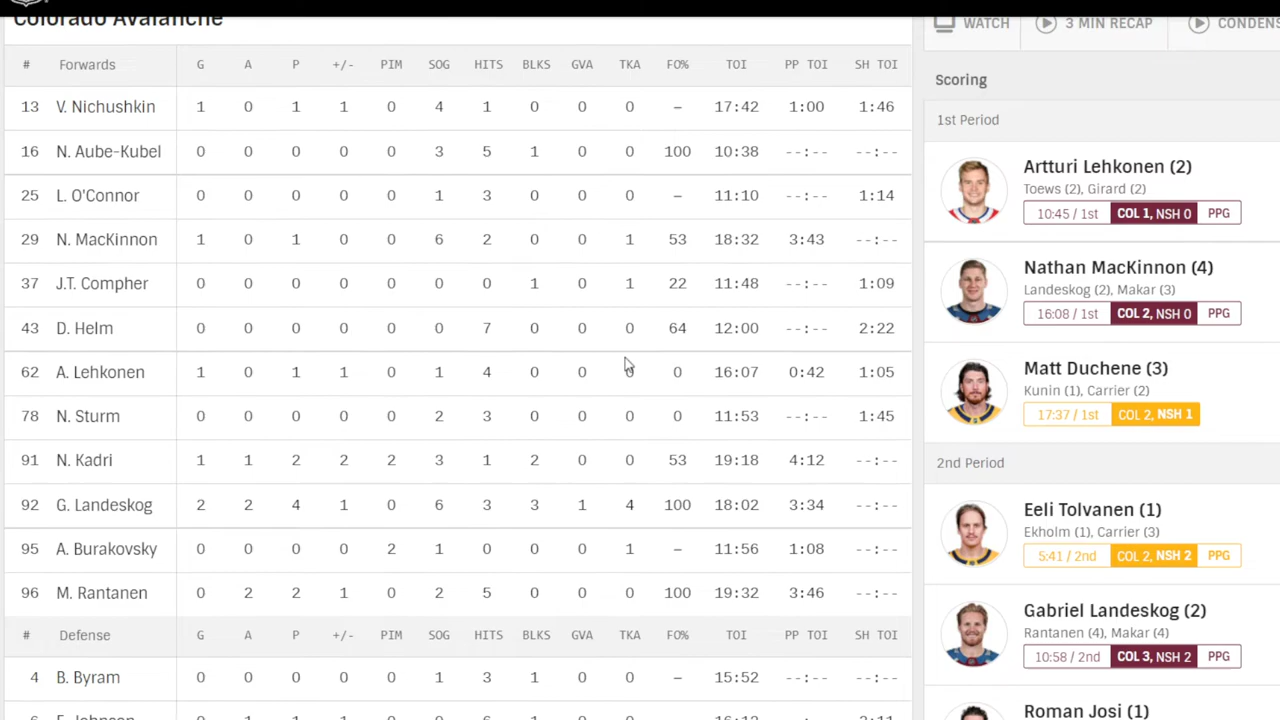 Colorado Avalanche
# Forwards G A P +/- PIM SOG HITS BLKS GVA TKA FO% TOI PP TOI SH TOI
13 V. Nichushkin 1 0 1 1 0 4 1 0 0 0 – 17:42 1:00 1:46
16 N. Aube-Kubel 0 0 0 0 0 3 5 1 0 0 100 10:38 --:-- --:--
25 L. O'Connor 0 0 0 0 0 1 3 0 0 0 – 11:10 --:-- 1:14
29 N. MacKinnon 1 0 1 0 0 6 2 0 0 1 53 18:32 3:43 --:--
37 J.T. Compher 0 0 0 0 0 0 0 1 0 1 22 11:48 --:-- 1:09
43 D. Helm 0 0 0 0 0 0 7 0 0 0 64 12:00 --:-- 2:22
62 A. Lehkonen 1 0 1 1 0 1 4 0 0 0 0 16:07 0:42 1:05
78 N. Sturm 0 0 0 0 0 2 3 0 0 0 0 11:53 --:-- 1:45
91 N. Kadri 1 1 2 2 2 3 1 2 0 0 53 19:18 4:12 --:--
92 G. Landeskog 2 2 4 1 0 6 3 3 1 4 100 18:02 3:34 --:--
95 A. Burakovsky 0 0 0 0 2 1 0 0 0 1 – 11:56 1:08 --:--
96 M. Rantanen 0 2 2 1 0 2 5 0 0 0 100 19:32 3:46 --:--
# Defense G A P +/- PIM SOG HITS BLKS GVA TKA FO% TOI PP TOI SH TOI
4 B. Byram 0 0 0 0 0 1 3 1 0 0 – 15:52 --:-- --:--
WATCH 3 MIN RECAP CONDENS
Scoring
1st Period
Artturi Lehkonen (2)
Toews (2), Girard (2)
10:45 / 1st COL 1, NSH 0 PPG
Nathan MacKinnon (4)
Landeskog (2), Makar (3)
16:08 / 1st COL 2, NSH 0 PPG
Matt Duchene (3)
Kunin (1), Carrier (2)
17:37 / 1st COL 2, NSH 1
2nd Period
Eeli Tolvanen (1)
Ekholm (1), Carrier (3)
5:41 / 2nd COL 2, NSH 2 PPG
Gabriel Landeskog (2)
Rantanen (4), Makar (4)
10:58 / 2nd COL 3, NSH 2 PPG
Roman Josi (1)